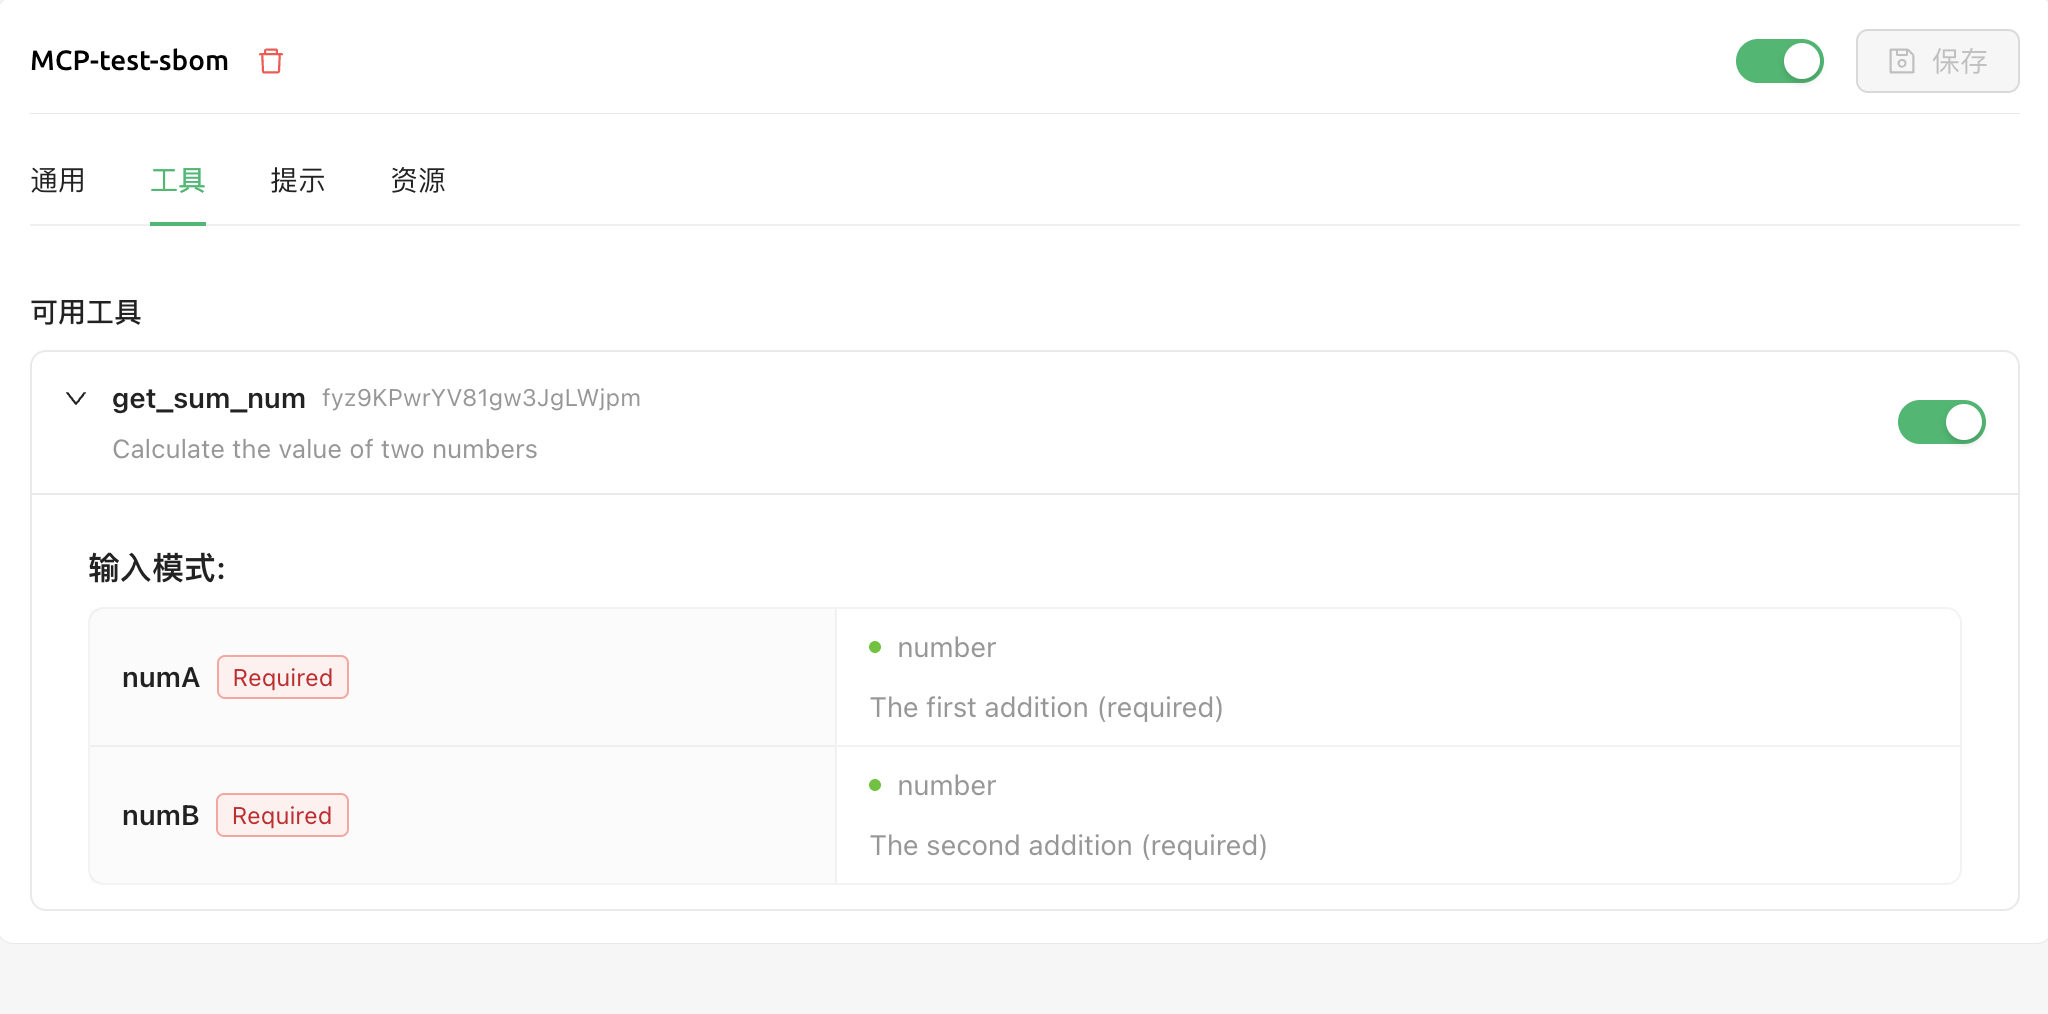 MCP-test-sbom
保存
通用 工具 提示 资源
可用工具
get_sum_num fyz9KPwrYV81gw3JgLWjpm
Calculate the value of two numbers
输入模式:
numA Required
number
The first addition (required)
numB Required
number
The second addition (required)